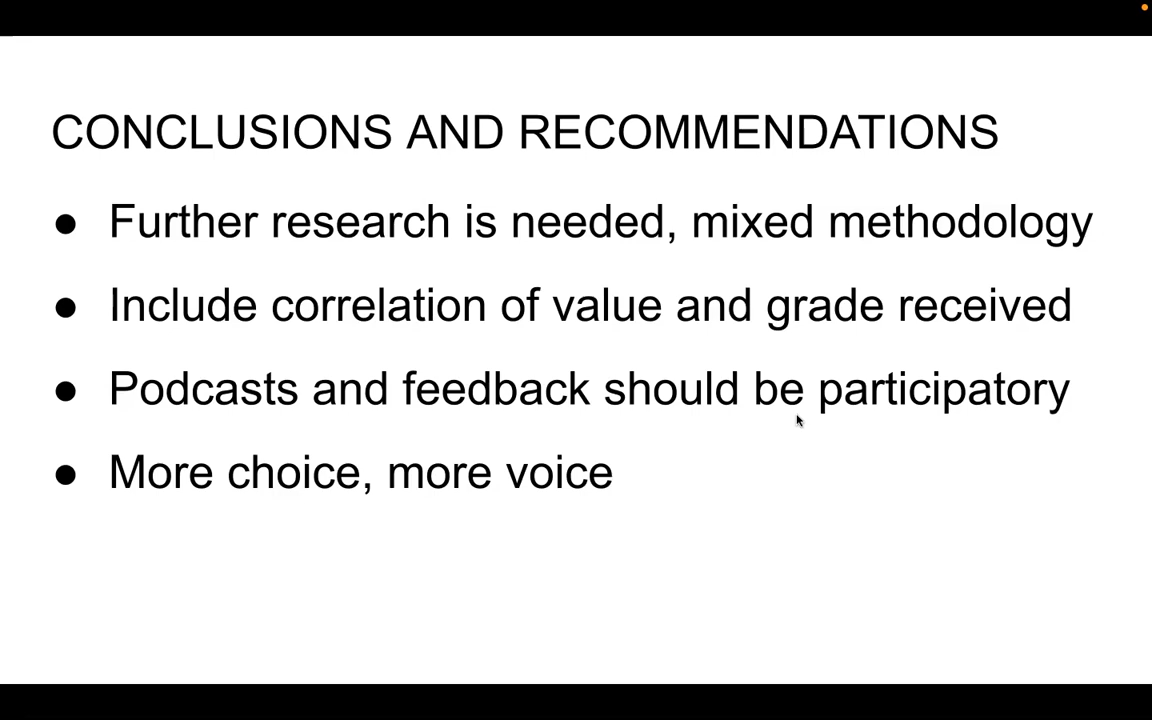 CONCLUSIONS AND RECOMMENDATIONS
● Further research is needed, mixed methodology
● Include correlation of value and grade received
● Podcasts and feedback should be participatory
● More choice, more voice